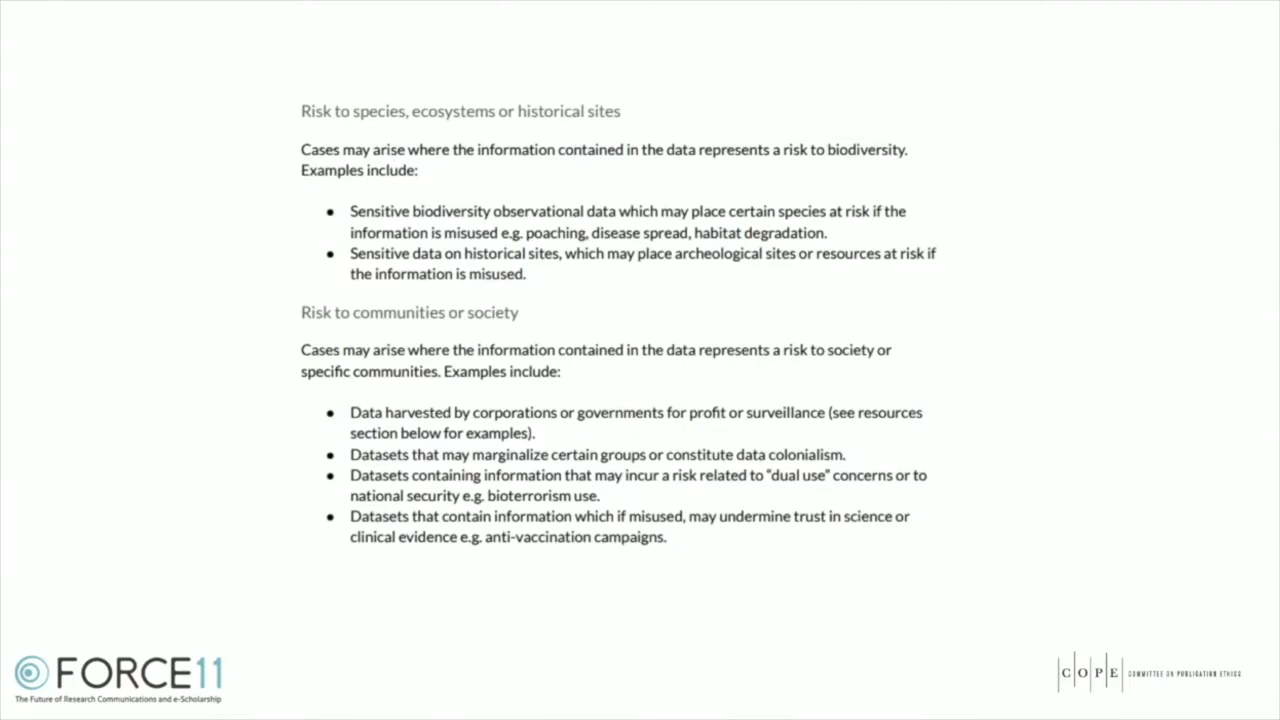 Risk to species, ecosystems or historical sites
Cases may arise where the information contained in the data represents a risk to biodiversity.
Examples include:
● Sensitive biodiversity observational data which may place certain species at risk if the
information is misused e.g. poaching, disease spread, habitat degradation.
● Sensitive data on historical sites, which may place archeological sites or resources at risk if
the information is misused.
Risk to communities or society
Cases may arise where the information contained in the data represents a risk to society or
specific communities. Examples include:
● Data harvested by corporations or governments for profit or surveillance (see resources
section below for examples).
● Datasets that may marginalize certain groups or constitute data colonialism.
● Datasets containing information that may incur a risk related to “dual use” concerns or to
national security e.g. bioterrorism use.
● Datasets that contain information which if misused, may undermine trust in science or
clinical evidence e.g. anti-vaccination campaigns.
FORCE11
The Future of Research Communications and e-Scholarship
C O P E COMMITTEE ON PUBLICATION ETHICS